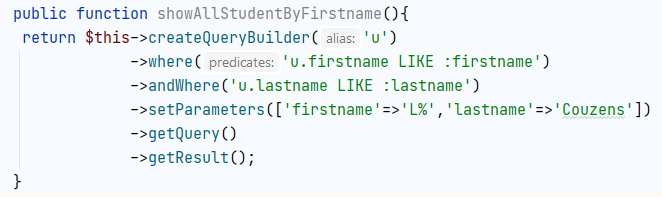 public function showAllStudentByFirstname(){
return $this->createQueryBuilder( alias: 'u')
->where( predicates: 'u.firstname LIKE :firstname')
->andWhere('u.lastname LIKE :lastname')
->setParameters(['firstname'=>'L%','lastname'=>'Couzens'])
->getQuery()
->getResult();
}